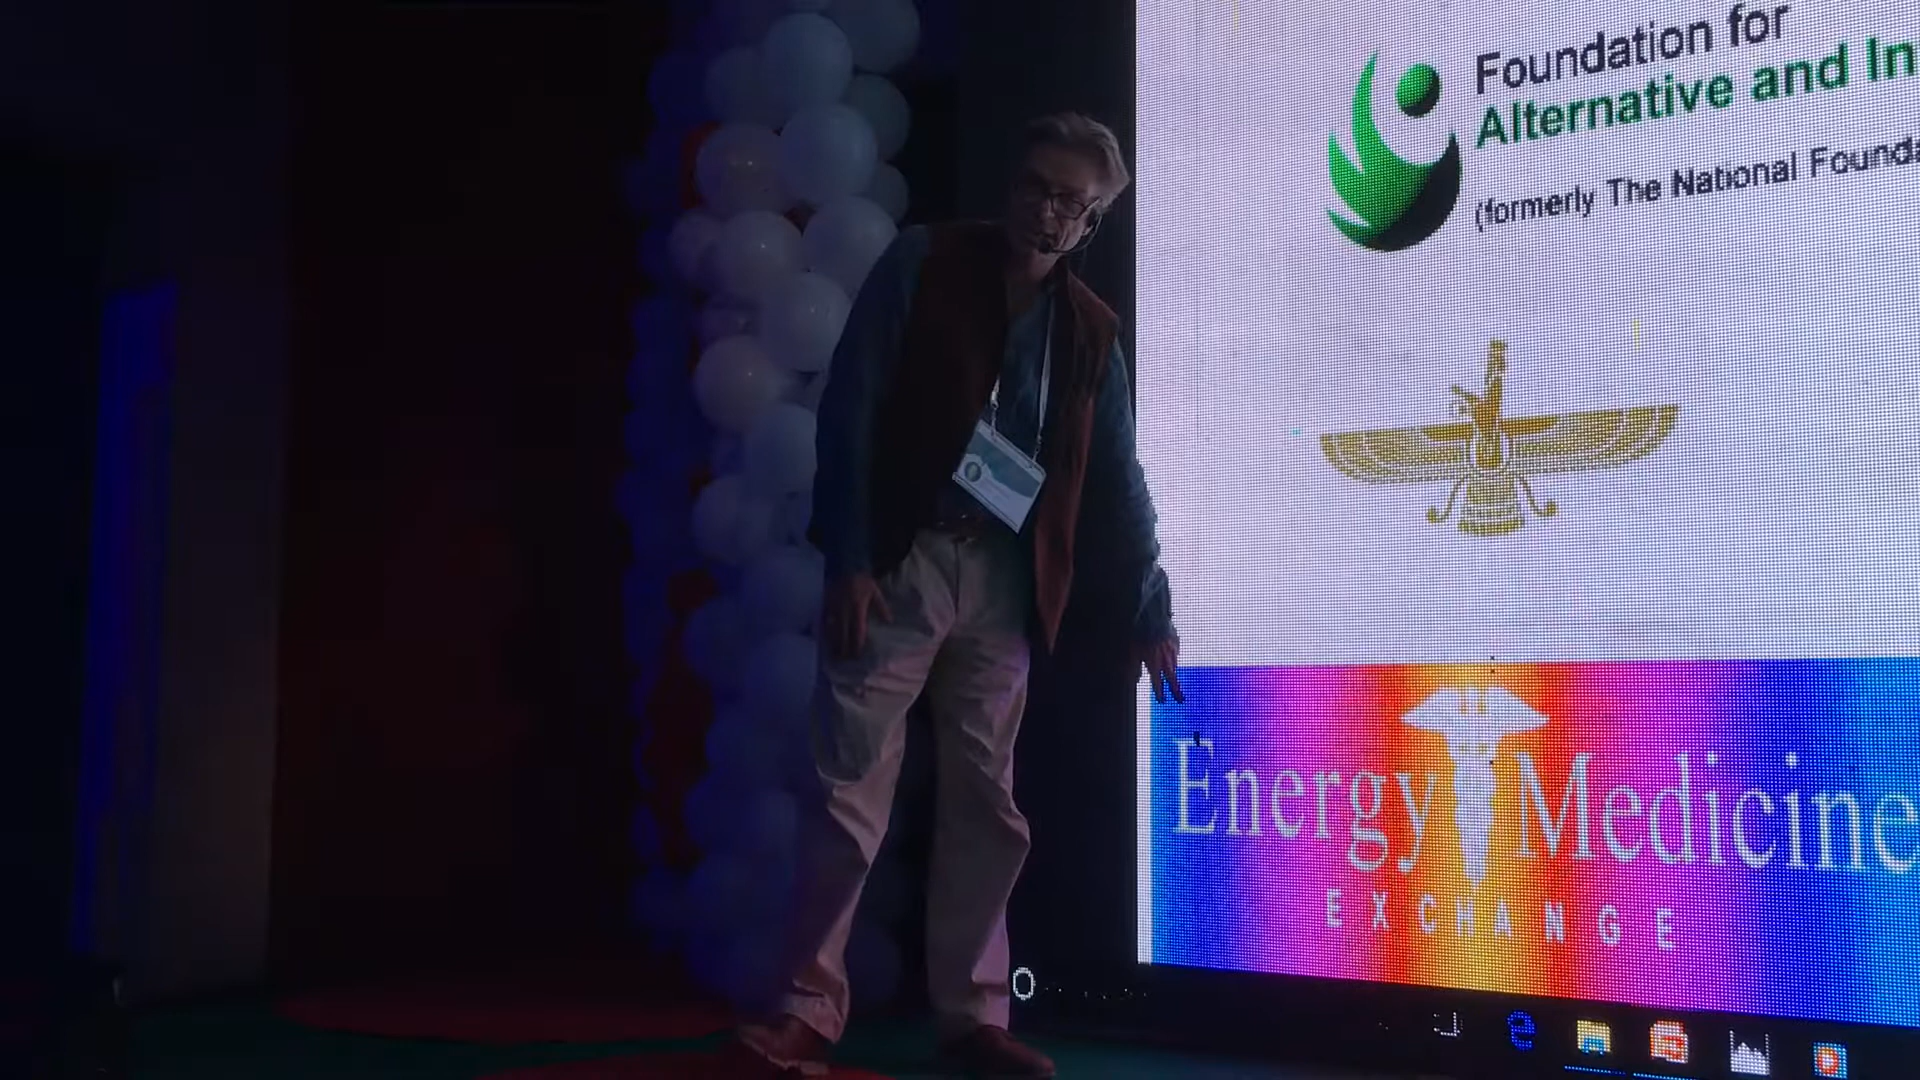 Foundation for
Alternative and In
(formerly The National Founda
Energy Medicine
EXCHANGE